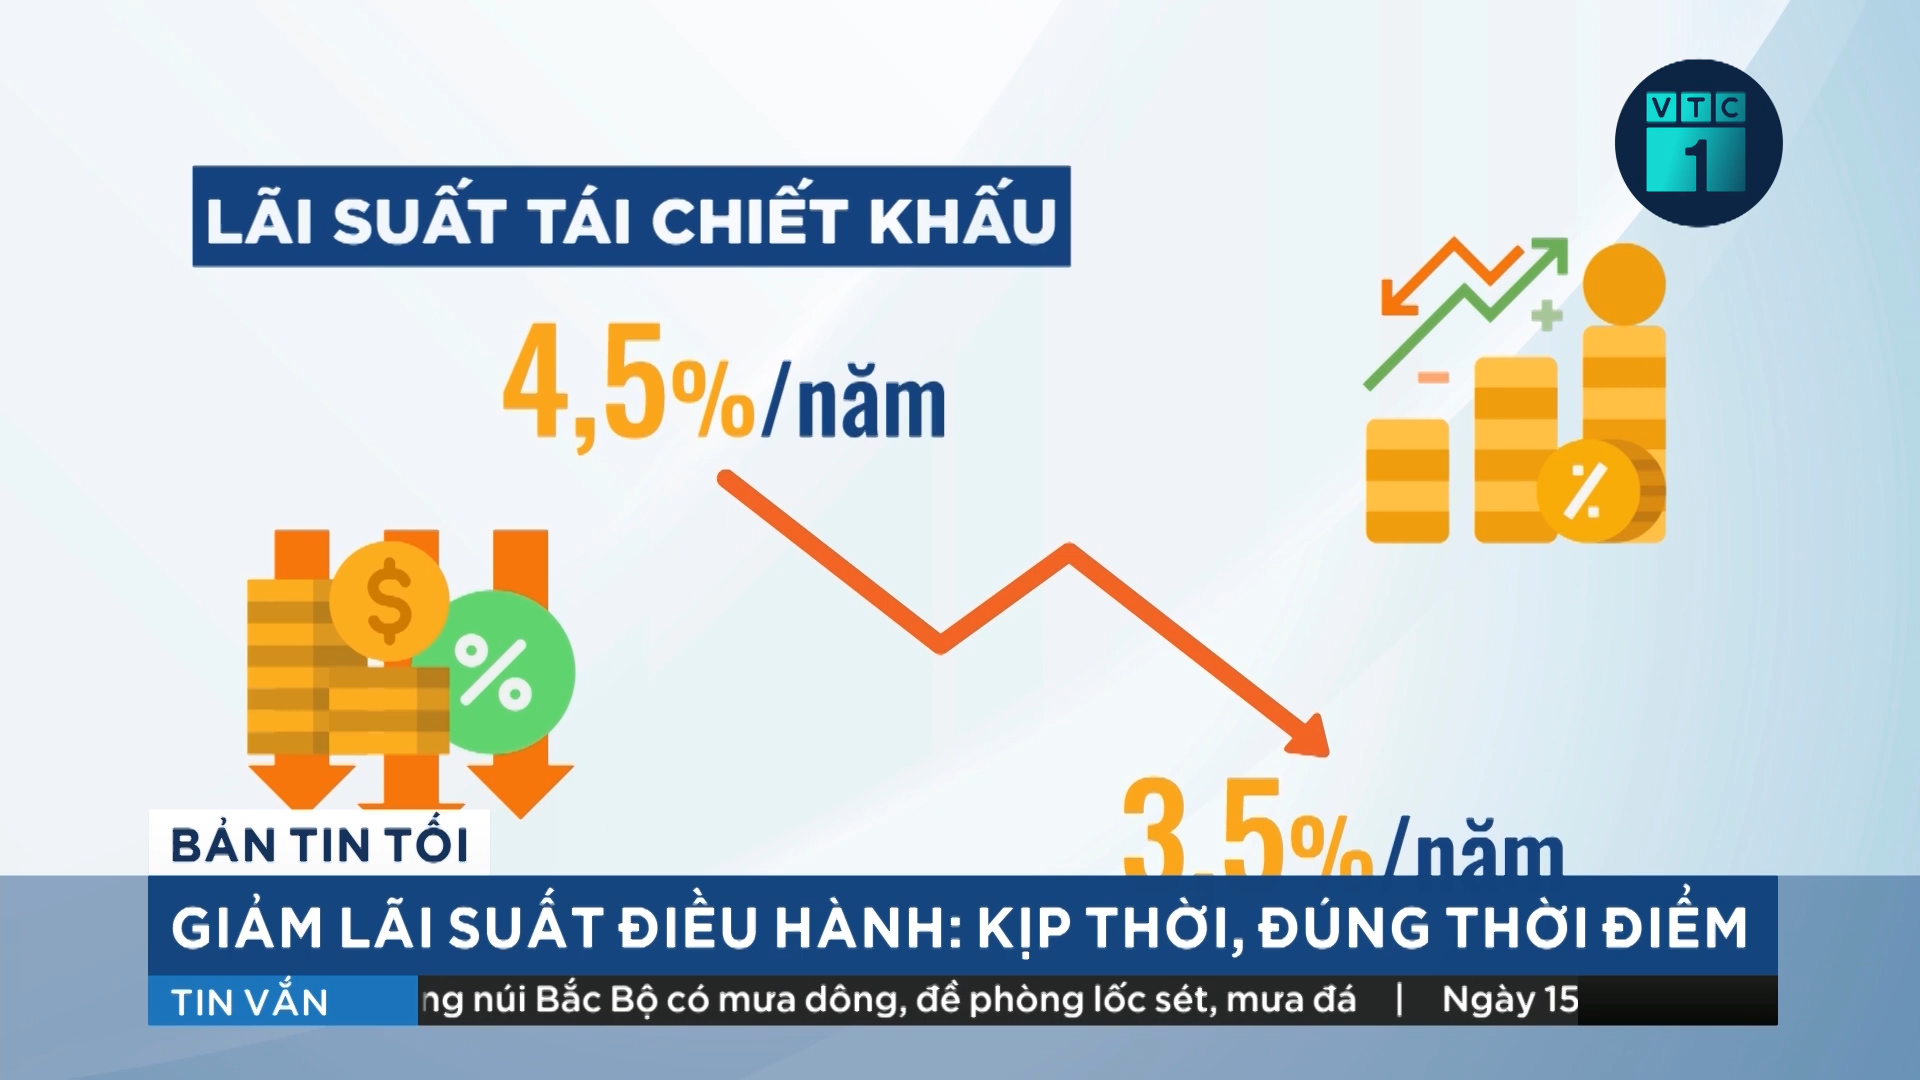 VTC
1
LÃI SUẤT TÁI CHIẾT KHẤU
4,5%/năm
$
%
%
3,5%/năm
BẢN TIN TỐI
GIẢM LÃI SUẤT ĐIỀU HÀNH: KỊP THỜI, ĐÚNG THỜI ĐIỂM
TIN VẮN
ng núi Bắc Bộ có mưa dông, đề phòng lốc sét, mưa đá | Ngày 15